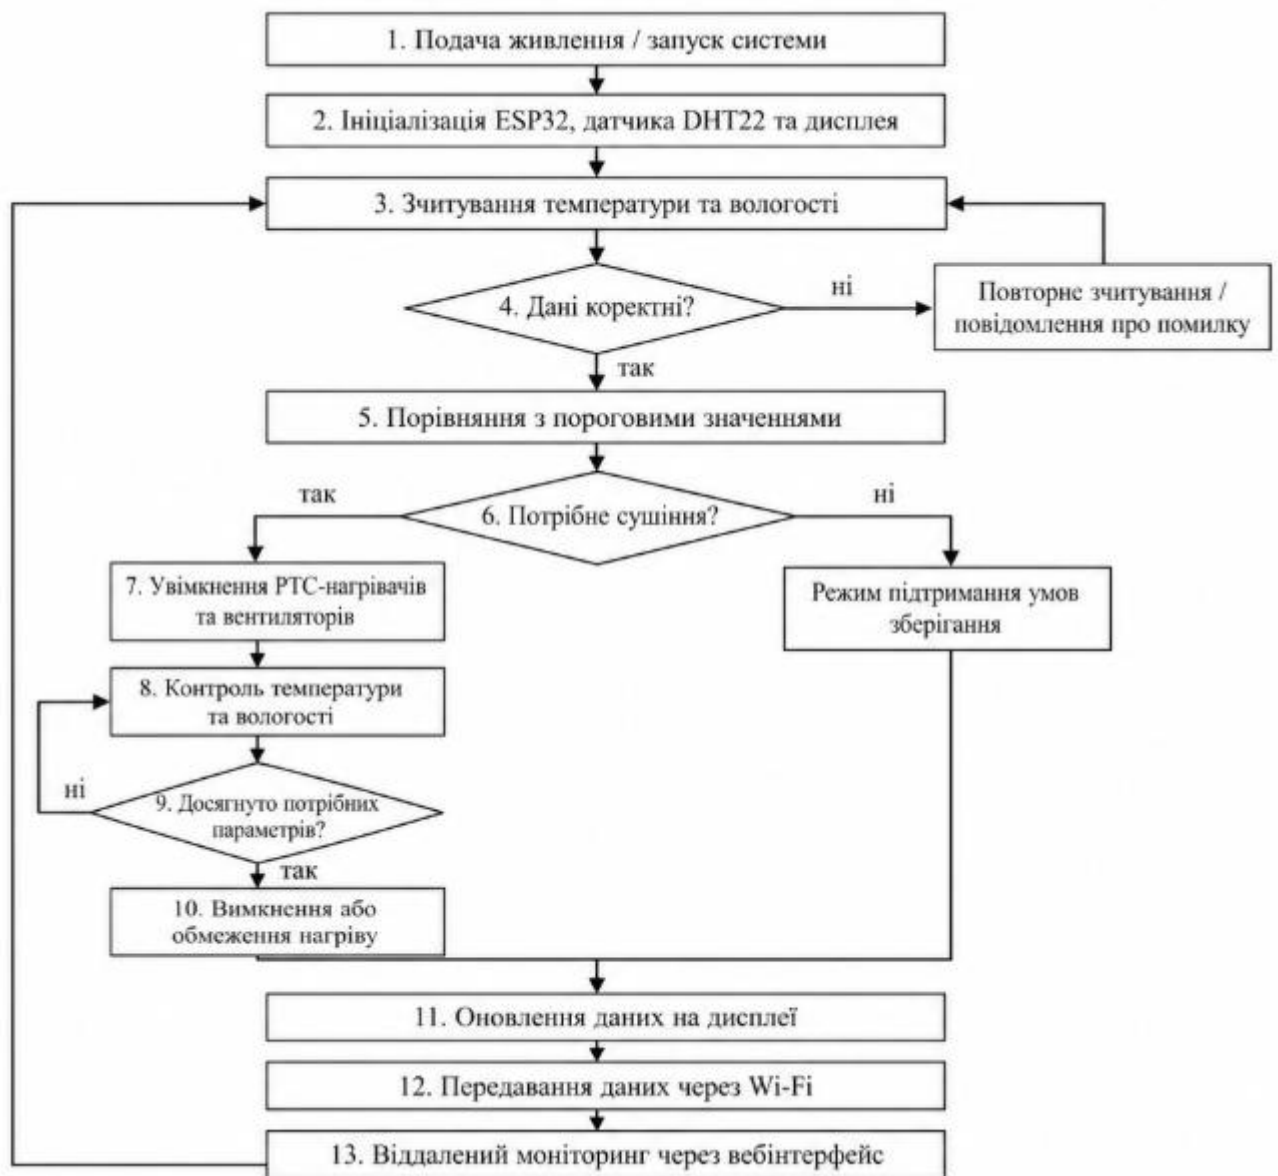 1. Подача живлення / запуск системи
2. Ініціалізація ESP32, датчика DHT22 та дисплея
3. Зчитування температури та вологості
4. Дані коректні?
ні
Повторне зчитування /
повідомлення про помилку
так
5. Порівняння з пороговими значеннями
так
6. Потрібне сушіння?
ні
7. Увімкнення PTC-нагрівачів
та вентиляторів
Режим підтримання умов
зберігання
8. Контроль температури
та вологості
ні
9. Досягнуто потрібних
параметрів?
так
10. Вимкнення або
обмеження нагріву
11. Оновлення даних на дисплеї
12. Передавання даних через Wi-Fi
13. Віддалений моніторинг через вебінтерфейс